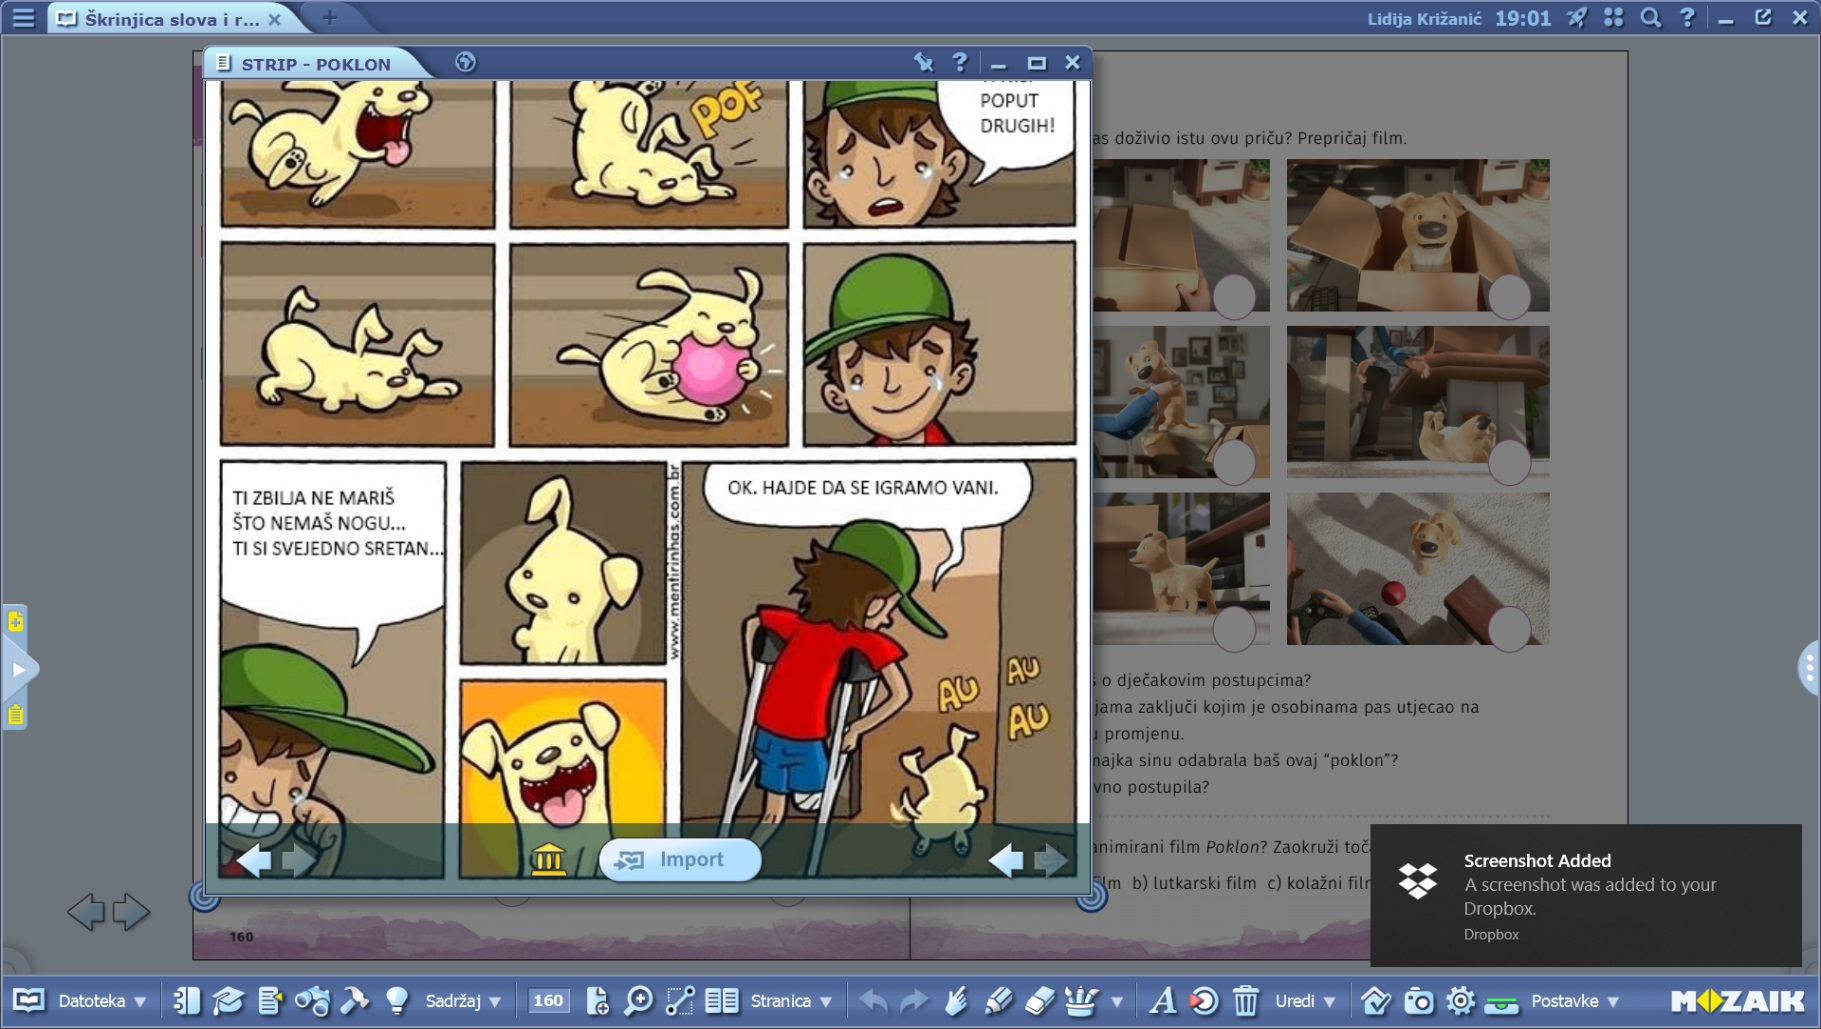 Škrinjica slova i r...
Lidija Križanić 19:01
STRIP - POKLON
POF
POPUT
DRUGIH!
TI ZBILJA NE MARIŠ
ŠTO NEMAŠ NOGU...
TI SI SVEJEDNO SRETAN...
www.mentirinhas.com.br
OK. HAJDE DA SE IGRAMO VANI.
AU
AU
AU
Import
as doživio istu ovu priču? Prepričaj film.
o dječakovim postupcima?
jama zaključi kojim je osobinama pas utjecao na
promjenu.
majka sinu odabrala baš ovaj “poklon”?
vno postupila?
animirani film Poklon? Zaokruži toč
lm b) lutkarski film c) kolažni filr
160
Screenshot Added
A screenshot was added to your
Dropbox.
Dropbox
Datoteka
Sadržaj
160
Stranica
A
Uredi
Postavke
MOZAIK